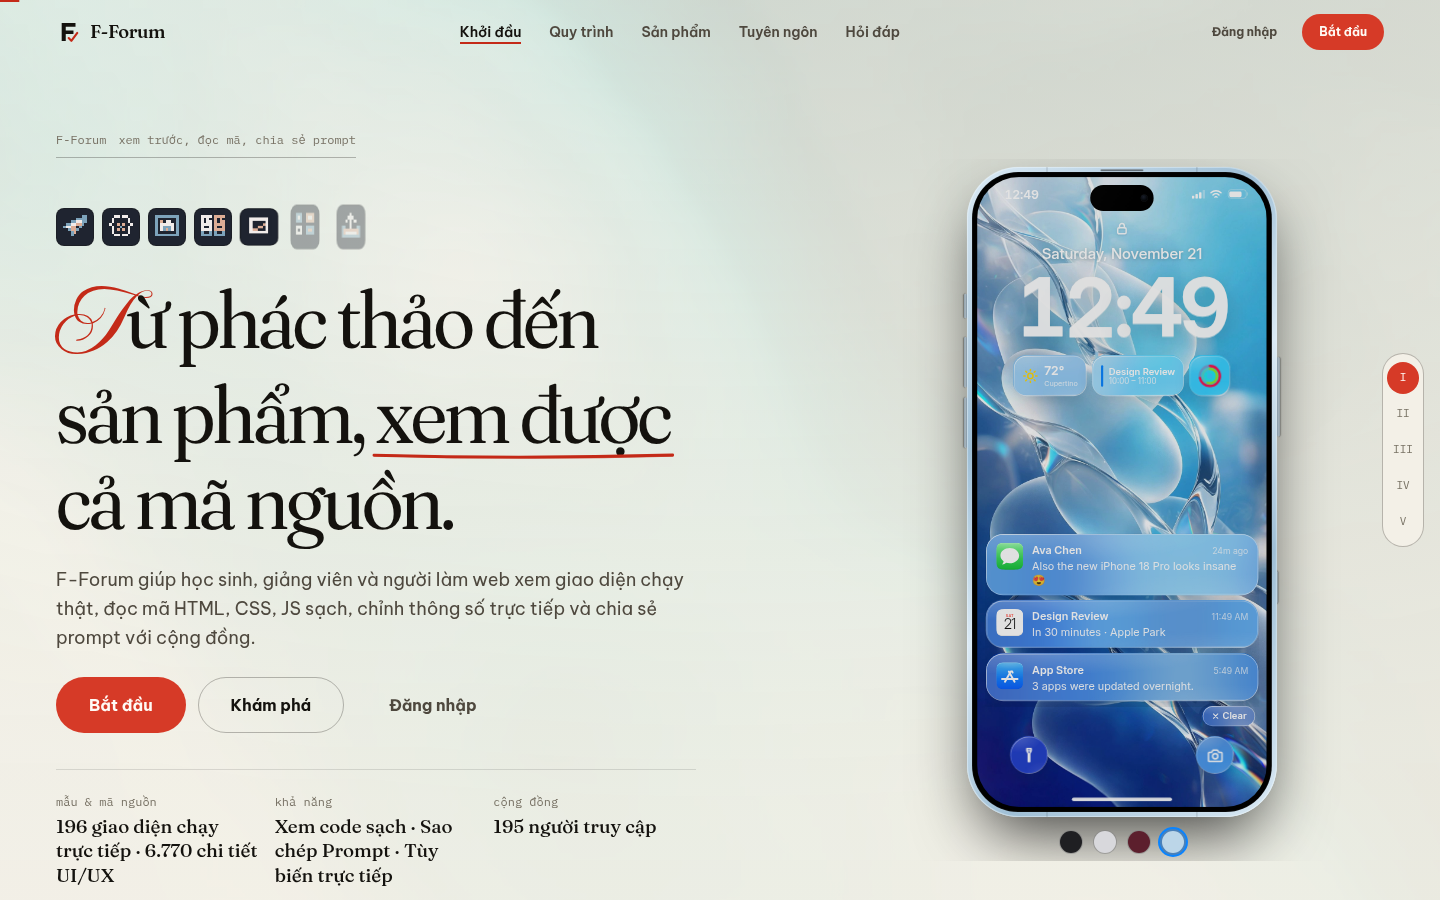 F-Forum
Khởi đầu
Quy trình
Sản phẩm
Tuyên ngôn
Hỏi đáp
Đăng nhập
Bắt đầu
F-Forum xem trước, đọc mã, chia sẻ prompt
Từ phác thảo đến
sản phẩm, xem được
cả mã nguồn.
F-Forum giúp học sinh, giảng viên và người làm web xem giao diện chạy
thật, đọc mã HTML, CSS, JS sạch, chỉnh thông số trực tiếp và chia sẻ
prompt với cộng đồng.
Bắt đầu
Khám phá
Đăng nhập
mẫu & mã nguồn
196 giao diện chạy
trực tiếp · 6.770 chi tiết
UI/UX
khả năng
Xem code sạch · Sao
chép Prompt · Tùy
biến trực tiếp
cộng đồng
195 người truy cập
12:49
Saturday, November 21
12:49
72°
Cupertino
Design Review
10:00 – 11:00
Ava Chen
24m ago
Also the new iPhone 18 Pro looks insane
😍
21
Design Review
11:49 AM
In 30 minutes · Apple Park
App Store
5:49 AM
3 apps were updated overnight.
✕ Clear
I
II
III
IV
V